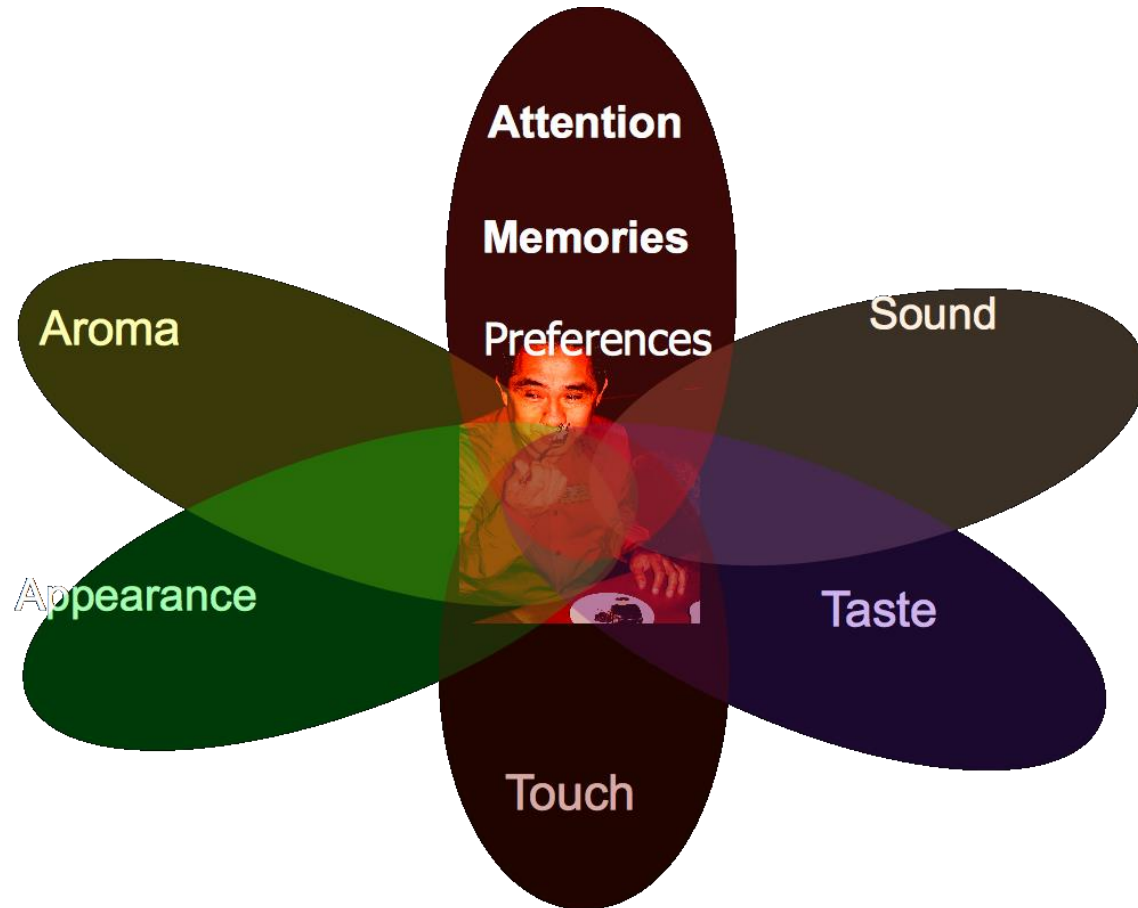 Attention
Memories
Preferences
Aroma
Sound
Appearance
Taste
Touch